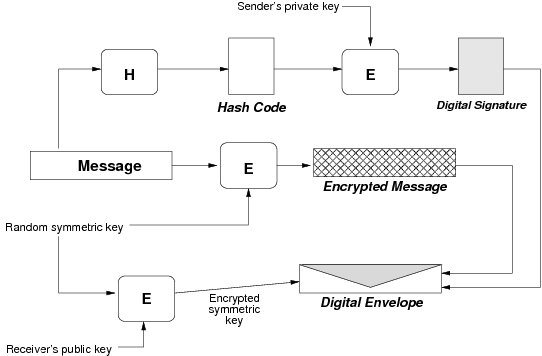 Sender's private key
H
E
Hash Code
Digital Signature
Message
E
Encrypted Message
Random symmetric key
E
Encrypted
symmetric
key
Digital Envelope
Receiver's public key